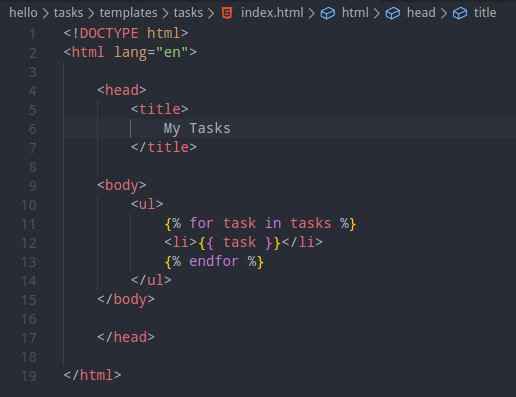 hello > tasks > templates > tasks > index.html > html > head > title
1 <!DOCTYPE html>
2 <html lang="en">
3
4     <head>
5         <title>
6             My Tasks
7         </title>
8
9     <body>
10         <ul>
11             {% for task in tasks %}
12             <li>{{ task }}</li>
13             {% endfor %}
14         </ul>
15     </body>
16
17     </head>
18
19 </html>